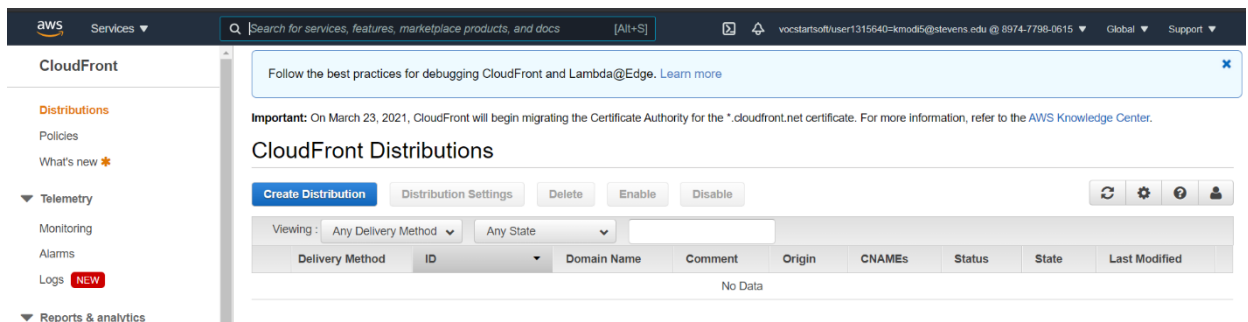 aws Services ▼ Search for services, features, marketplace products, and docs [Alt+S] vocstartsoft/user1315640=kmodi5@stevens.edu @ 8974-7798-0615 ▼ Global ▼ Support ▼
CloudFront
Distributions
Policies
What's new
Telemetry
Monitoring
Alarms
Logs NEW
Reports & analytics
Follow the best practices for debugging CloudFront and Lambda@Edge. Learn more
Important: On March 23, 2021, CloudFront will begin migrating the Certificate Authority for the *.cloudfront.net certificate. For more information, refer to the AWS Knowledge Center.
CloudFront Distributions
Create Distribution Distribution Settings Delete Enable Disable
Viewing : Any Delivery Method Any State
Delivery Method ID Domain Name Comment Origin CNAMEs Status State Last Modified
No Data